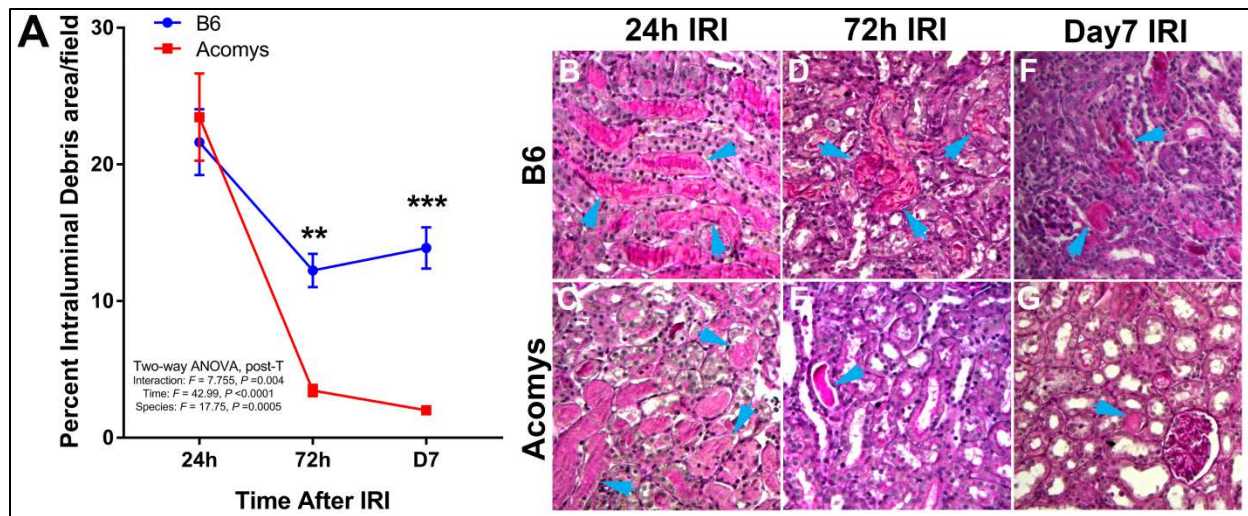 A
B6
Acomys
30
20
10
0
Percent Intraluminal Debris area/field
**
***
Two-way ANOVA, post-T
Interaction: F = 7.755, P =0.004
Time: F = 42.99, P <0.0001
Species: F = 17.75, P =0.0005
24h
72h
D7
Time After IRI
24h IRI
72h IRI
Day7 IRI
B6
B
D
F
Acomys
C
E
G